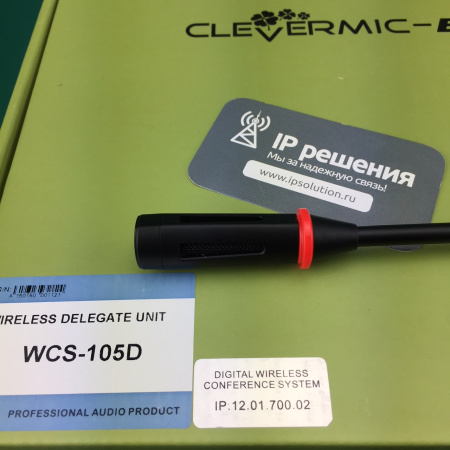 CLEVERMIC-
IP решения
Мы за надежную связь!
www.ipsolution.ru
S/N:
WIRELESS DELEGATE UNIT
WCS-105D
PROFESSIONAL AUDIO PRODUCT
DIGITAL WIRELESS
CONFERENCE SYSTEM
IP.12.01.700.02